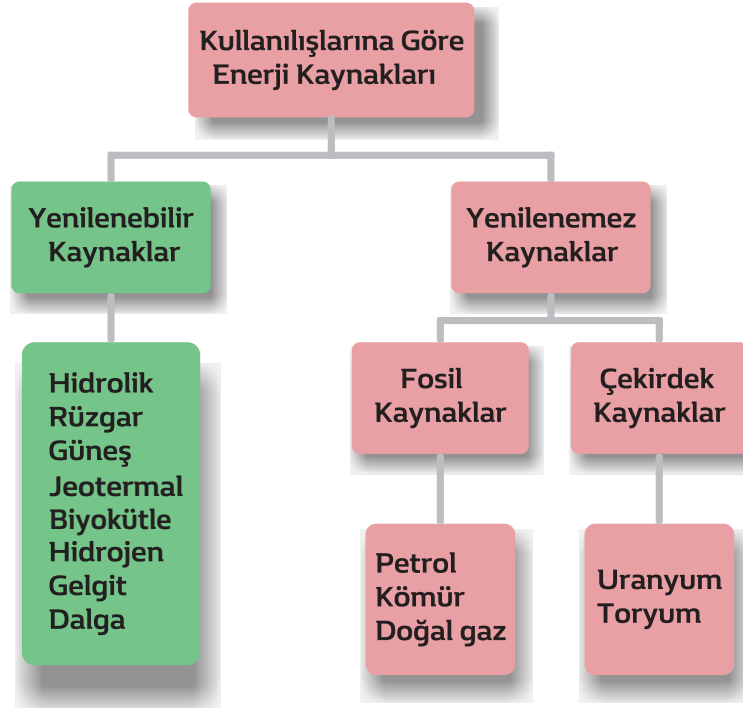 Kullanılışlarına Göre
Enerji Kaynakları
Yenilenebilir
Kaynaklar
Yenilenemez
Kaynaklar
Hidrolik
Rüzgar
Güneş
Jeotermal
Biyokütle
Hidrojen
Gelgit
Dalga
Fosil
Kaynaklar
Çekirdek
Kaynaklar
Petrol
Kömür
Doğal gaz
Uranyum
Toryum